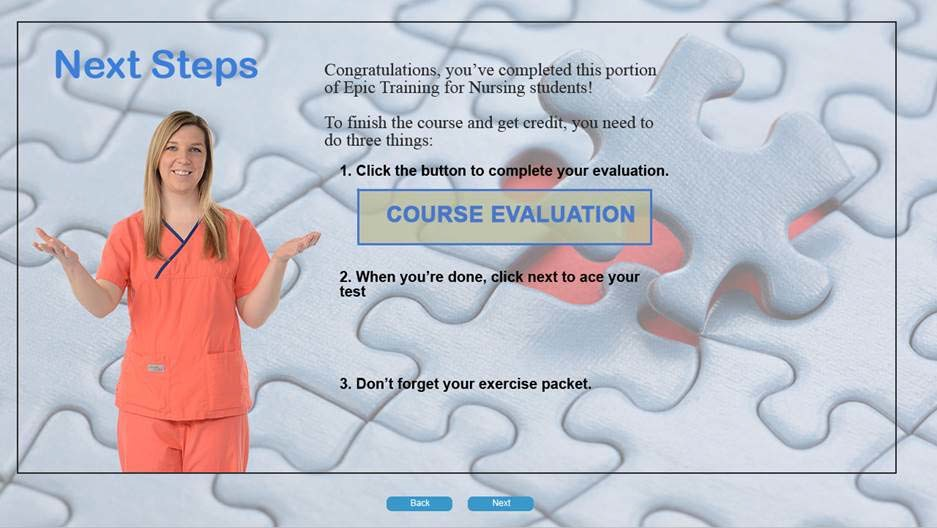 Next Steps
Congratulations, you've completed this portion
of Epic Training for Nursing students!
To finish the course and get credit, you need to
do three things:
1. Click the button to complete your evaluation.
COURSE EVALUATION
2. When you're done, click next to ace your
test
3. Don't forget your exercise packet.
Back
Next